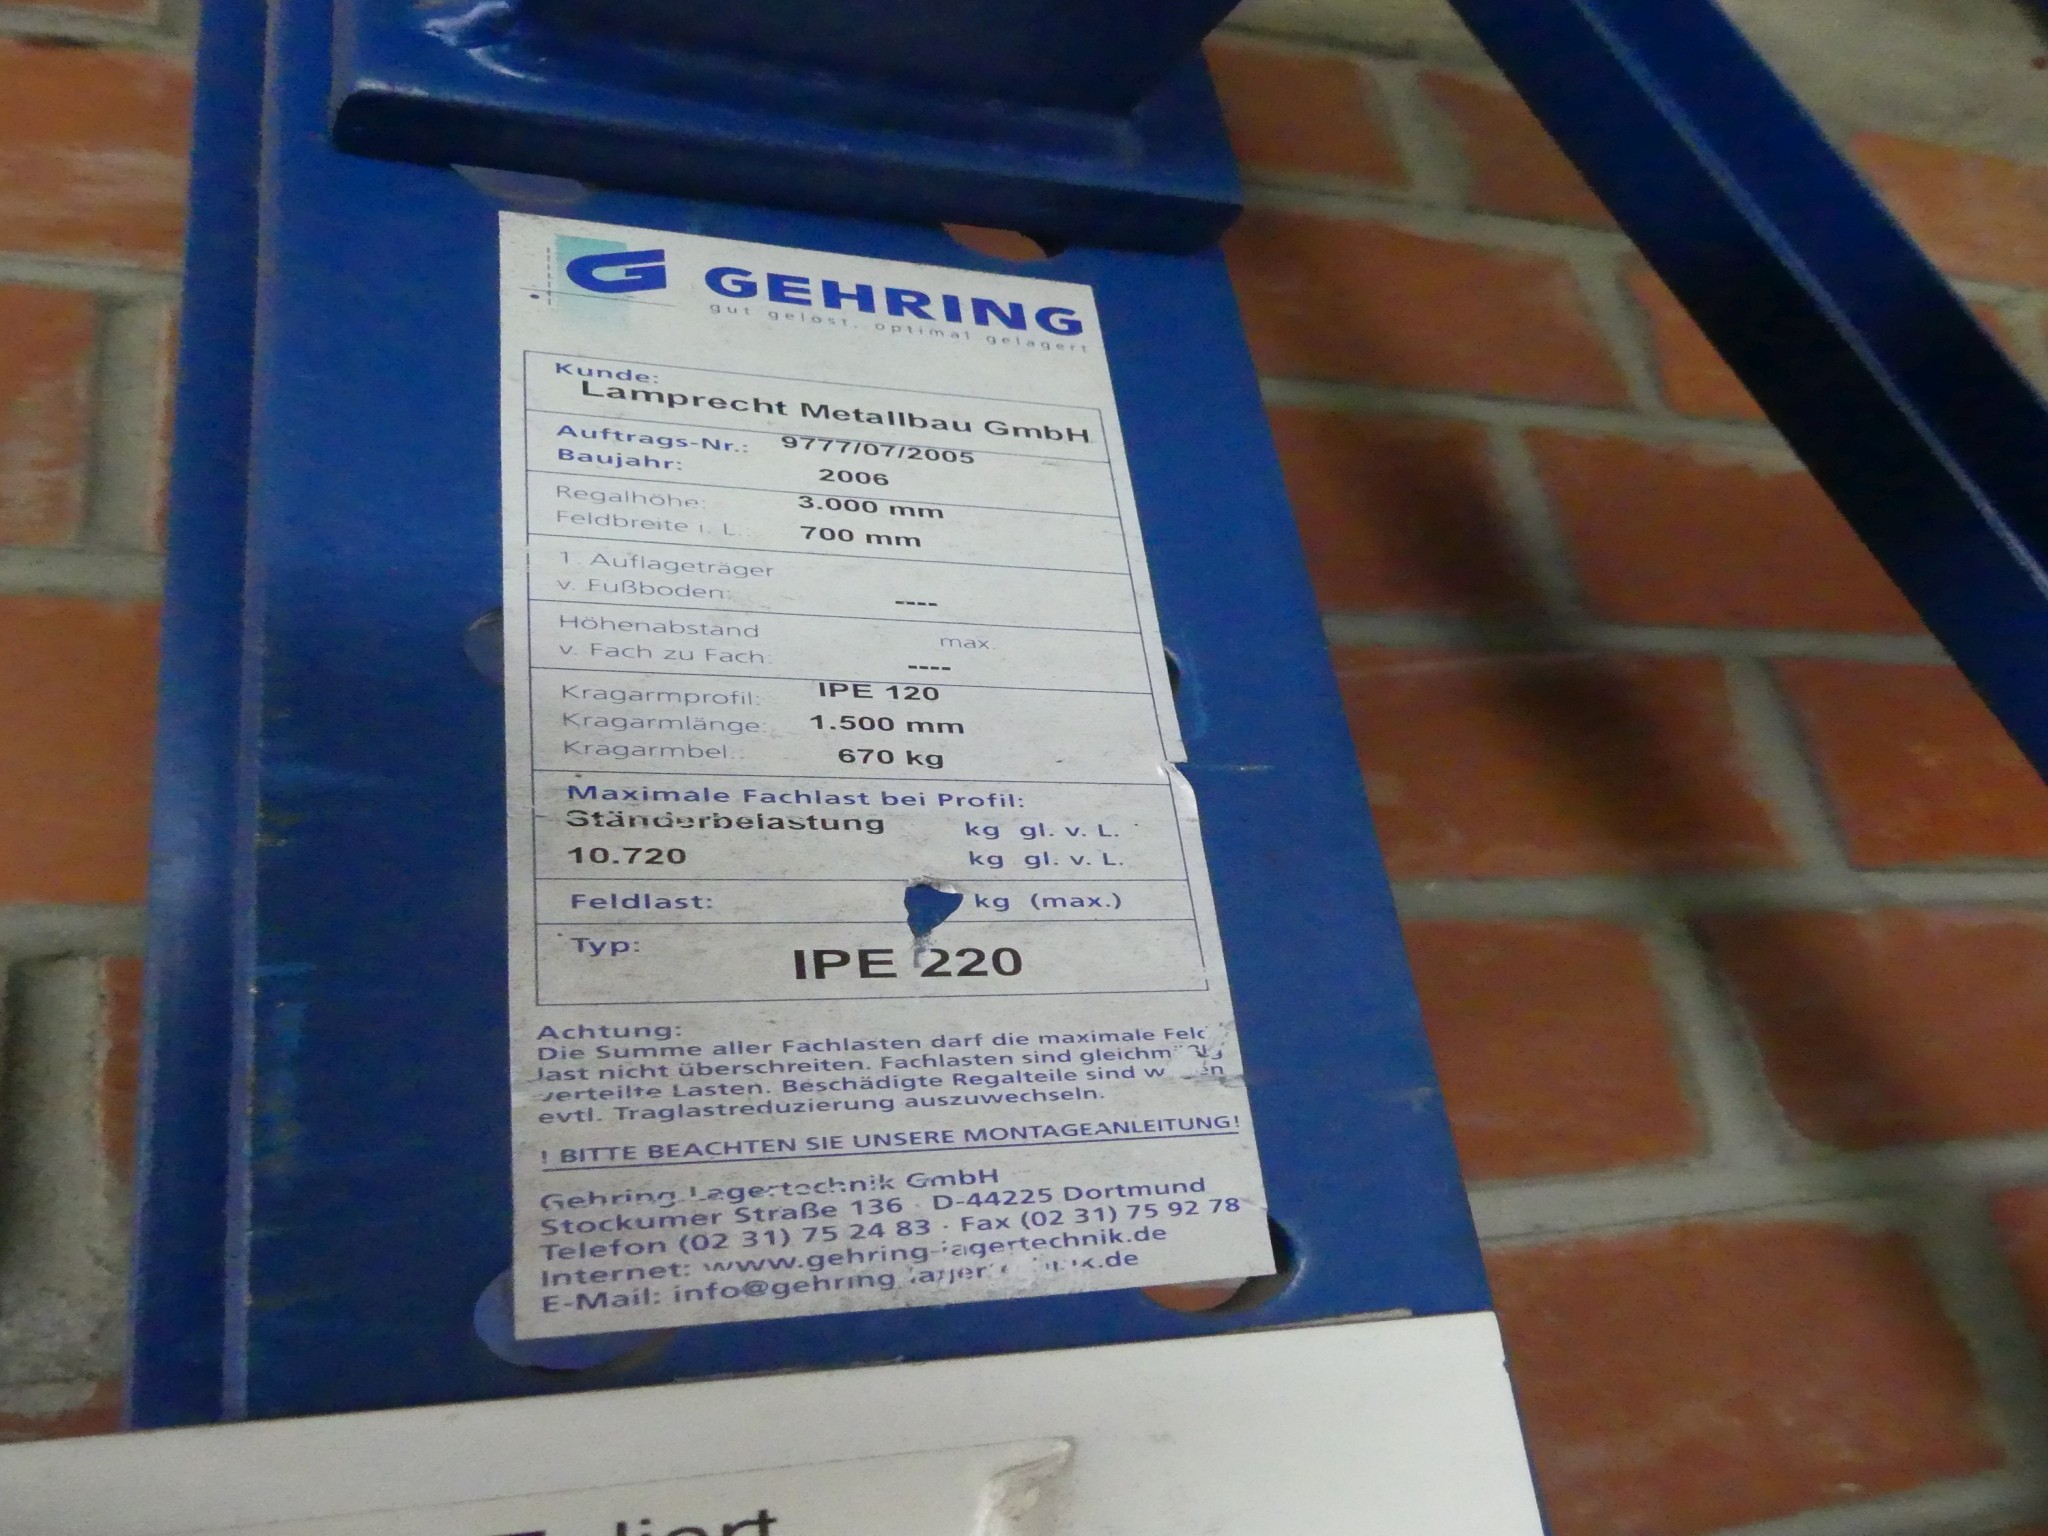 G GEHRING
gut gelöst, optimal gelagert
Kunde:
Lamprecht Metallbau GmbH
Auftrags-Nr.: 9777/07/2005
Baujahr: 2006
Regalhöhe: 3.000 mm
Feldbreite i. L.: 700 mm
1. Auflageträger
v. Fußboden: ----
Höhenabstand max.
v. Fach zu Fach: ----
Kragarmprofil: IPE 120
Kragarmlänge: 1.500 mm
Kragarmbel.: 670 kg
Maximale Fachlast bei Profil:
Ständerbelastung kg gl. v. L.
10.720 kg gl. v. L.
Feldlast: kg (max.)
Typ: IPE 220
Achtung:
Die Summe aller Fachlasten darf die maximale Feld
last nicht überschreiten. Fachlasten sind gleichmäßig
verteilte Lasten. Beschädigte Regalteile sind
evtl. Traglastreduzierung auszuwechseln.
! BITTE BEACHTEN SIE UNSERE MONTAGEANLEITUNG!
Gehring Lagertechnik GmbH
Stockumer Straße 136 · D-44225 Dortmund
Telefon (02 31) 75 24 83 · Fax (02 31) 75 92 78
Internet: www.gehring-lagertechnik.de
E-Mail: info@gehring-lagertechnik.de